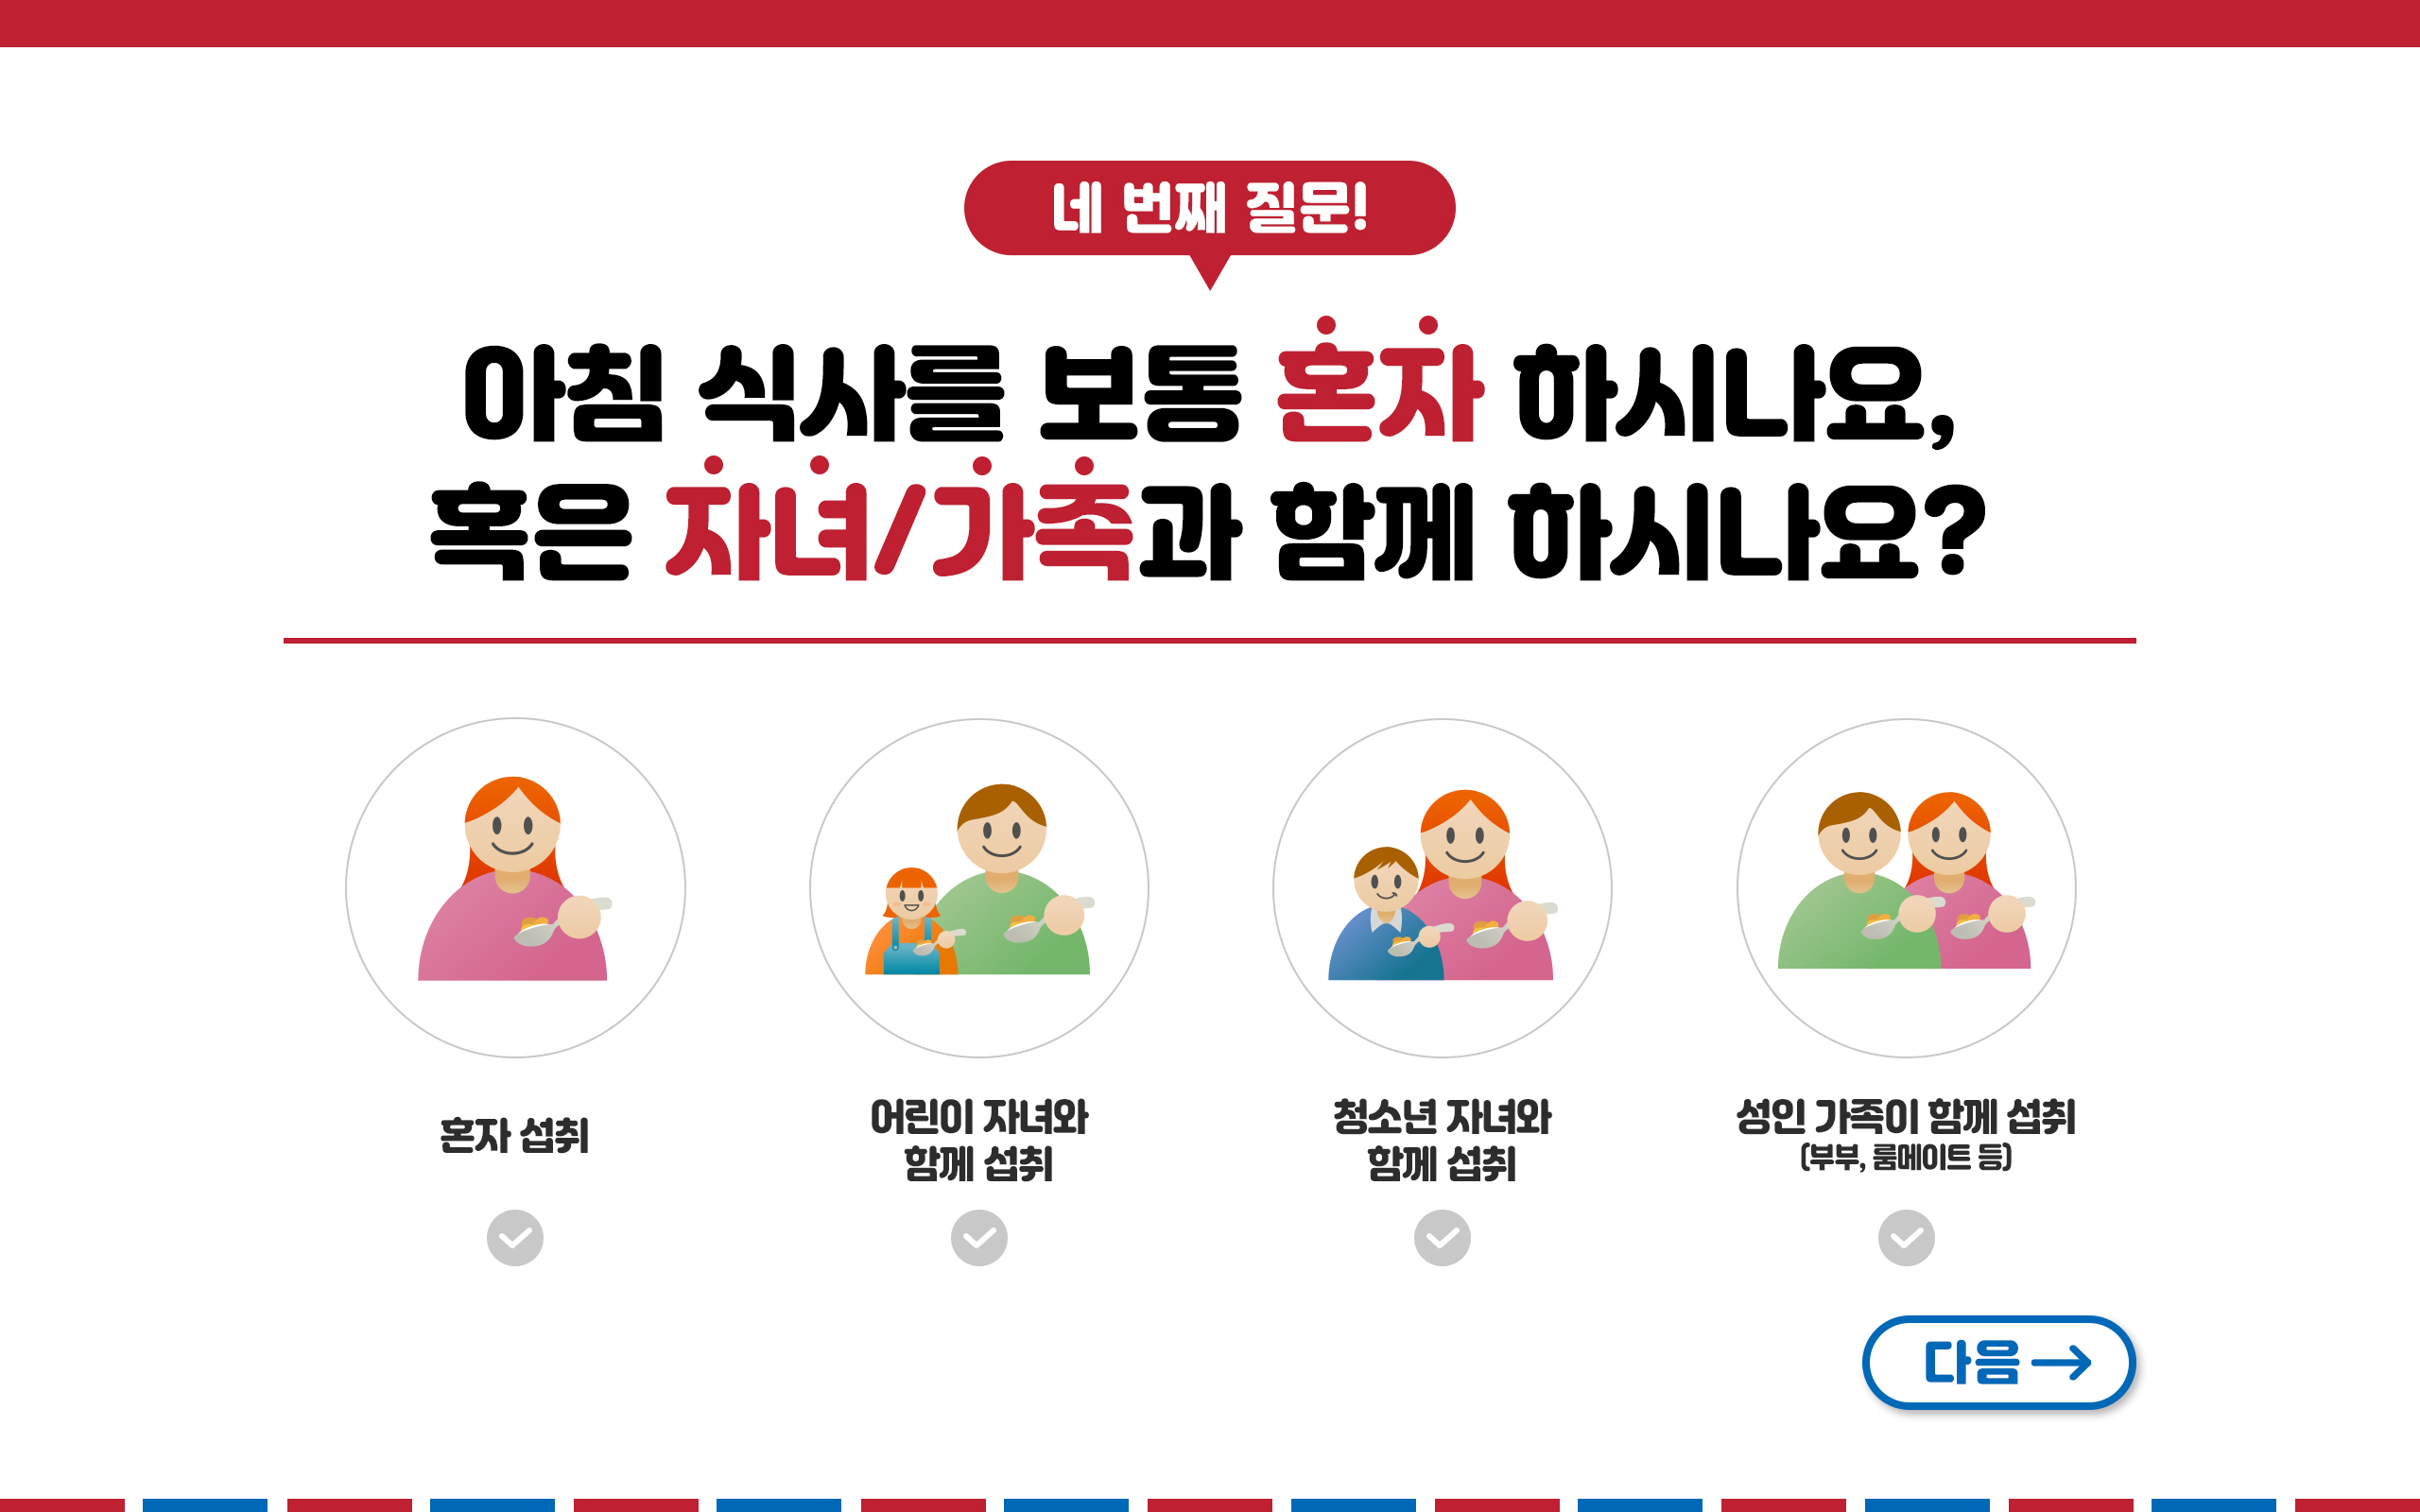 네 번째 질문!
아침 식사를 보통 혼자 하시나요,
혹은 자녀/가족과 함께 하시나요?
혼자 섭취
어린이 자녀와
함께 섭취
청소년 자녀와
함께 섭취
성인 가족이 함께 섭취
(부부, 룸메이트 등)
다음